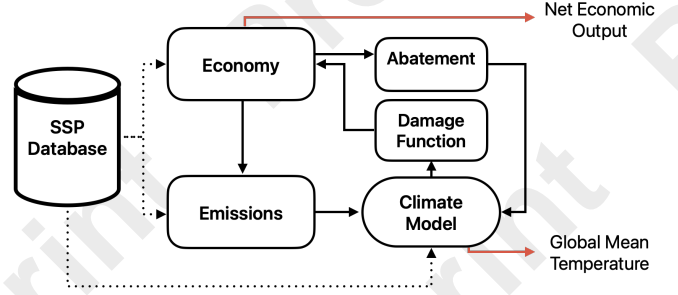 Net Economic
Output
Economy
Abatement
SSP
Database
Damage
Function
Emissions
Climate
Model
Global Mean
Temperature